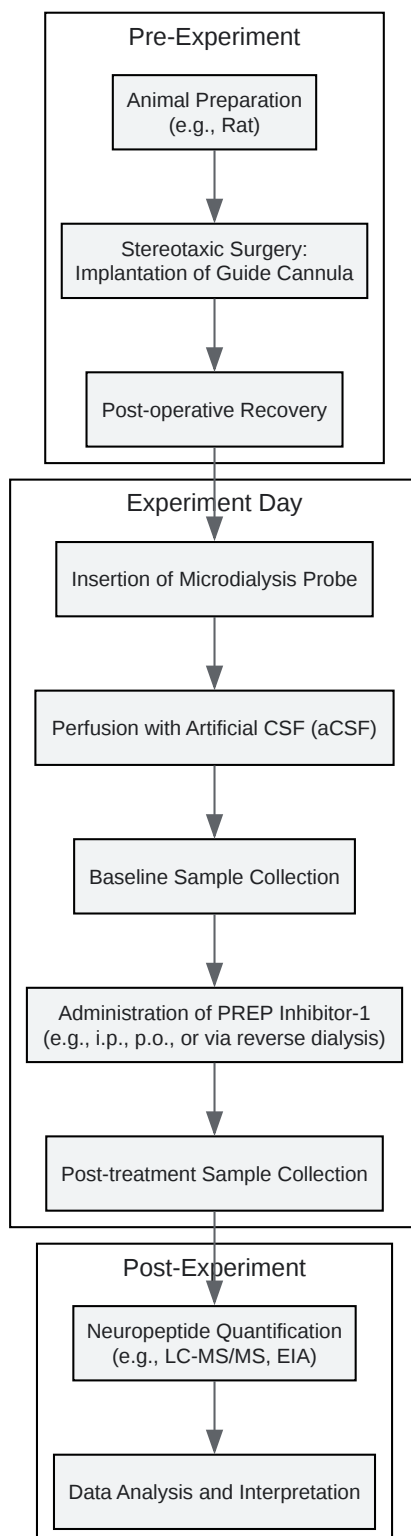 Pre-Experiment
Animal Preparation
(e.g., Rat)
Stereotaxic Surgery:
Implantation of Guide Cannula
Post-operative Recovery
Experiment Day
Insertion of Microdialysis Probe
Perfusion with Artificial CSF (aCSF)
Baseline Sample Collection
Administration of PREP Inhibitor-1
(e.g., i.p., p.o., or via reverse dialysis)
Post-treatment Sample Collection
Post-Experiment
Neuropeptide Quantification
(e.g., LC-MS/MS, EIA)
Data Analysis and Interpretation